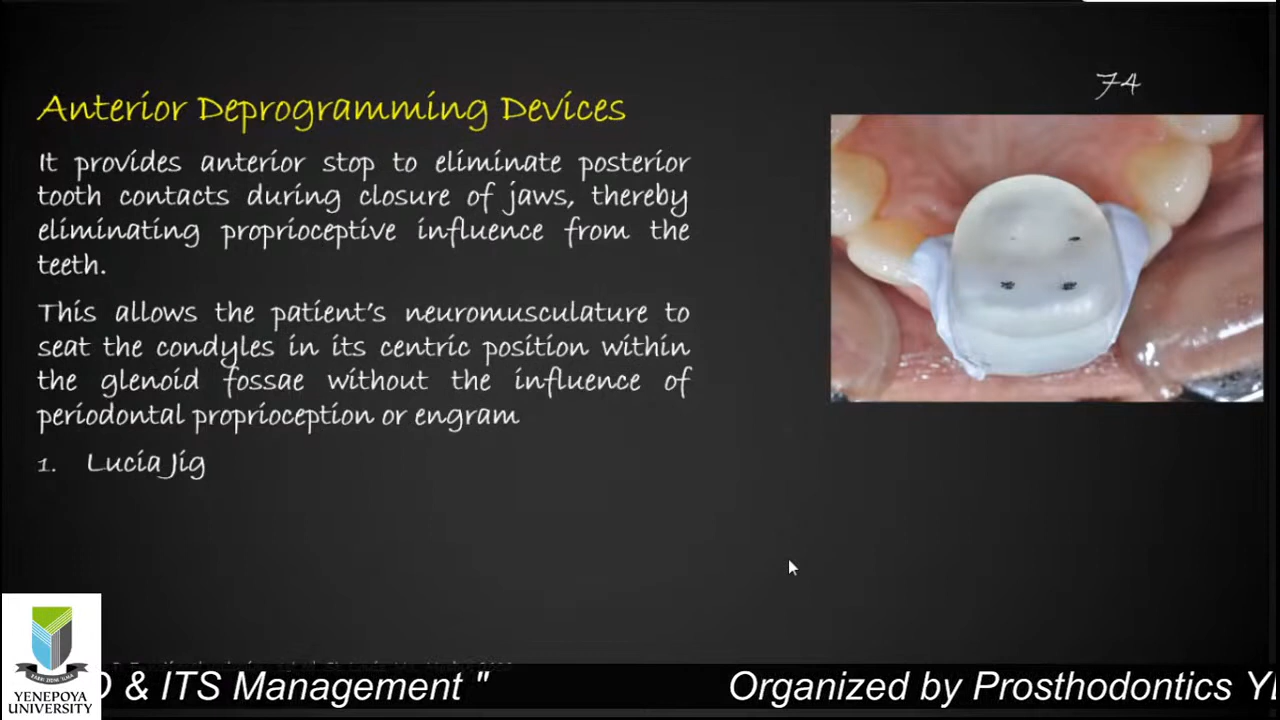 74
Anterior Deprogramming Devices
It provides anterior stop to eliminate posterior
tooth contacts during closure of jaws, thereby
eliminating proprioceptive influence from the
teeth.
This allows the patient's neuromusculature to
seat the condyles in its centric position within
the glenoid fossae without the influence of
periodontal proprioception or engram
1. Lucia Jig
& ITS Management " Organized by Prosthodontics
YENEPOYA
UNIVERSITY